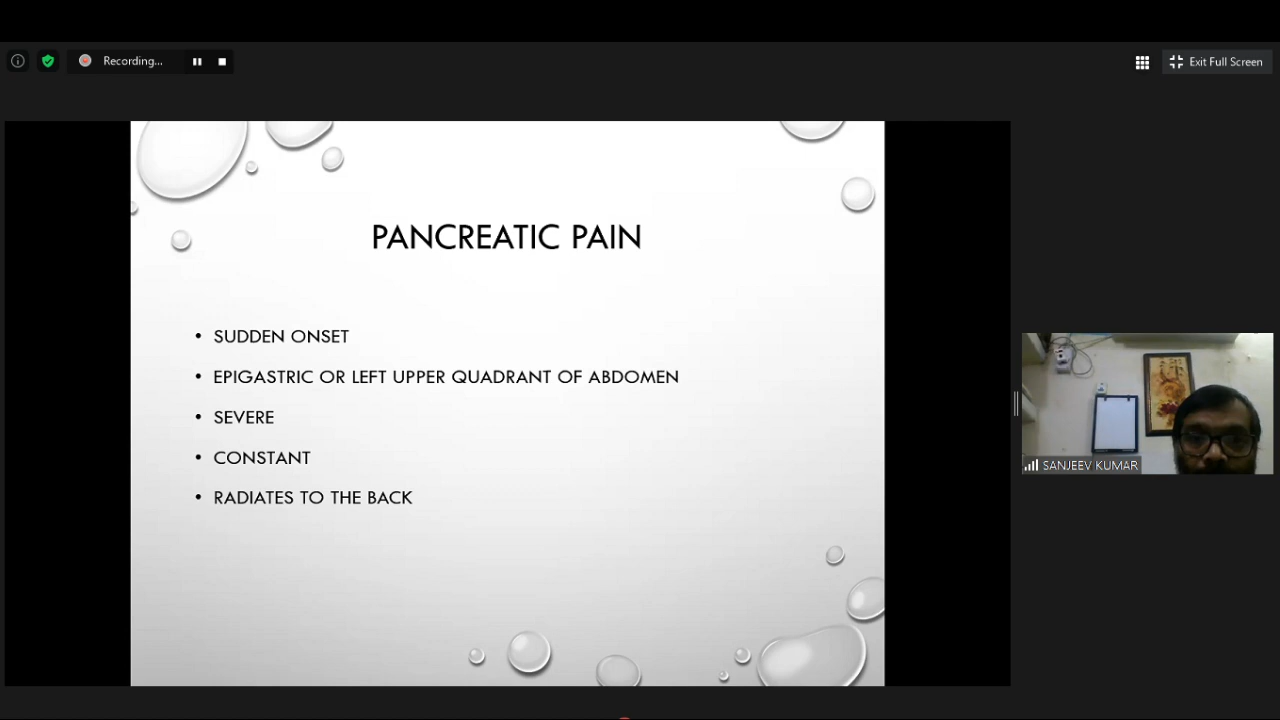 Recording...
Exit Full Screen
PANCREATIC PAIN
• SUDDEN ONSET
• EPIGASTRIC OR LEFT UPPER QUADRANT OF ABDOMEN
• SEVERE
• CONSTANT
• RADIATES TO THE BACK
SANJEEV KUMAR